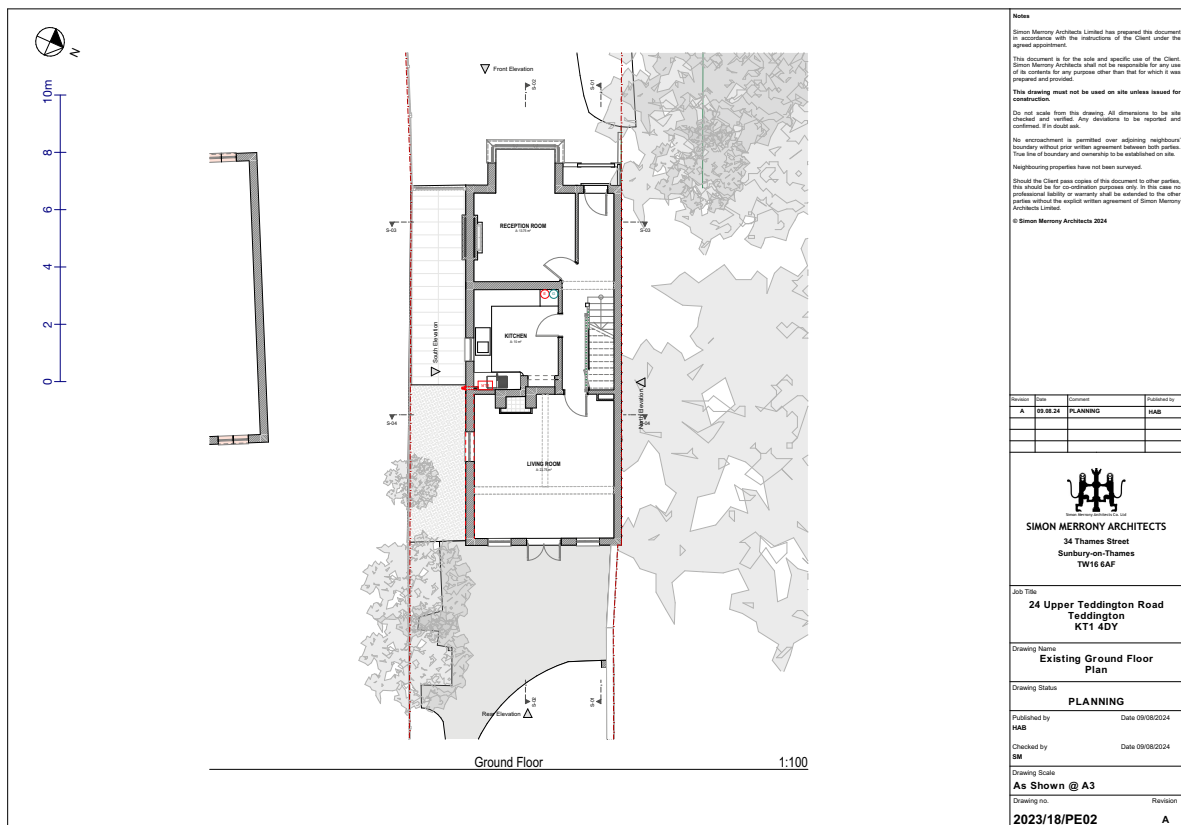 N
10m
8
6
4
2
0
Front Elevation
S-02
S-01
S-03
S-03
RECEPTION ROOM
KITCHEN
South Elevation
North Elevation
S-04
S-04
LIVING ROOM
Rear Elevation
S-02
S-01
Ground Floor
1:100
Notes
Simon Merrony Architects Limited has prepared this document
in accordance with the instructions of the Client under the
agreed appointment.
This document is for the sole and specific use of the Client.
Simon Merrony Architects shall not be responsible for any use
of its contents for any purpose other than that for which it was
prepared and provided.
This drawing must not be used on site unless issued for
construction.
Do not scale from this drawing. All dimensions to be site
checked and verified. Any deviations to be reported and
confirmed. If in doubt ask.
No encroachment is permitted over adjoining neighbours'
boundary without prior written agreement between both parties.
True line of boundary and ownership to be established on site.
Neighbouring properties have not been surveyed.
Should the Client pass copies of this document to other parties,
this should be for co-ordination purposes only. In this case no
professional liability or warranty shall be extended to the other
parties without the explicit written agreement of Simon Merrony
Architects Limited.
© Simon Merrony Architects 2024
Revision Date Comment Published by
A 09.08.24 PLANNING HAB
Simon Merrony Architects Co. Ltd
SIMON MERRONY ARCHITECTS
34 Thames Street
Sunbury-on-Thames
TW16 6AF
Job Title
24 Upper Teddington Road
Teddington
KT1 4DY
Drawing Name
Existing Ground Floor
Plan
Drawing Status
PLANNING
Published by Date 09/08/2024
HAB
Checked by Date 09/08/2024
SM
Drawing Scale
As Shown @ A3
Drawing no. Revision
2023/18/PE02 A